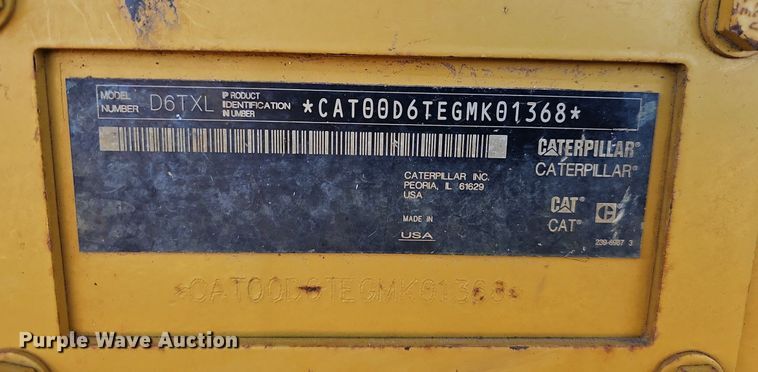 MODEL NUMBER D6TXL PRODUCT IDENTIFICATION NUMBER *CAT00D6TEGMK01368*
CATERPILLAR®
CATERPILLAR®
CATERPILLAR INC.
PEORIA, IL 61629
USA
MADE IN
USA
CAT® C
CAT®
239-6937 3
*CAT00D6TEGMK01368*
Purple Wave Auction